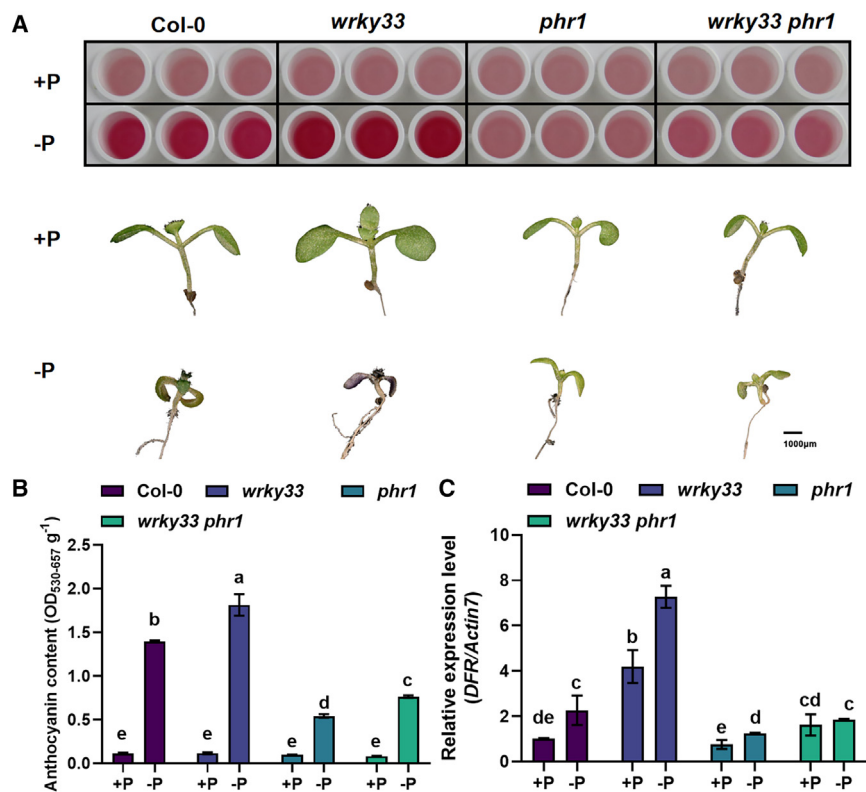 A
Col-0 wrky33 phr1 wrky33 phr1
+P
-P
+P
-P
1000µm
B
Col-0 wrky33 phr1
wrky33 phr1
Anthocyanin content (OD530-657 g-1)
2.5
2.0
1.5
1.0
0.5
0.0
e b e a e d e c
+P -P +P -P +P -P +P -P
C
Col-0 wrky33 phr1
wrky33 phr1
Relative expression level
(DFR/Actin7)
10
8
6
4
2
0
de c b a e d cd c
+P -P +P -P +P -P +P -P